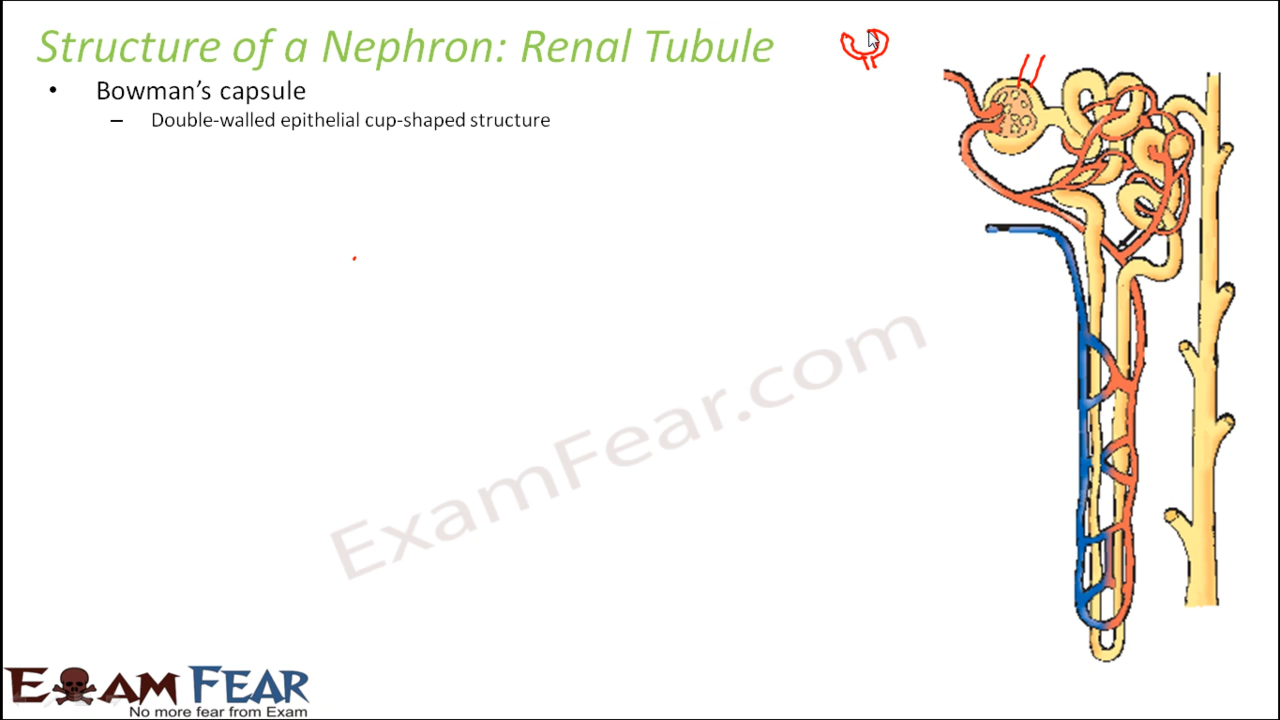 Structure of a Nephron: Renal Tubule
• Bowman's capsule
– Double-walled epithelial cup-shaped structure
ExamFear.com
EXAM FEAR
No more fear from Exam